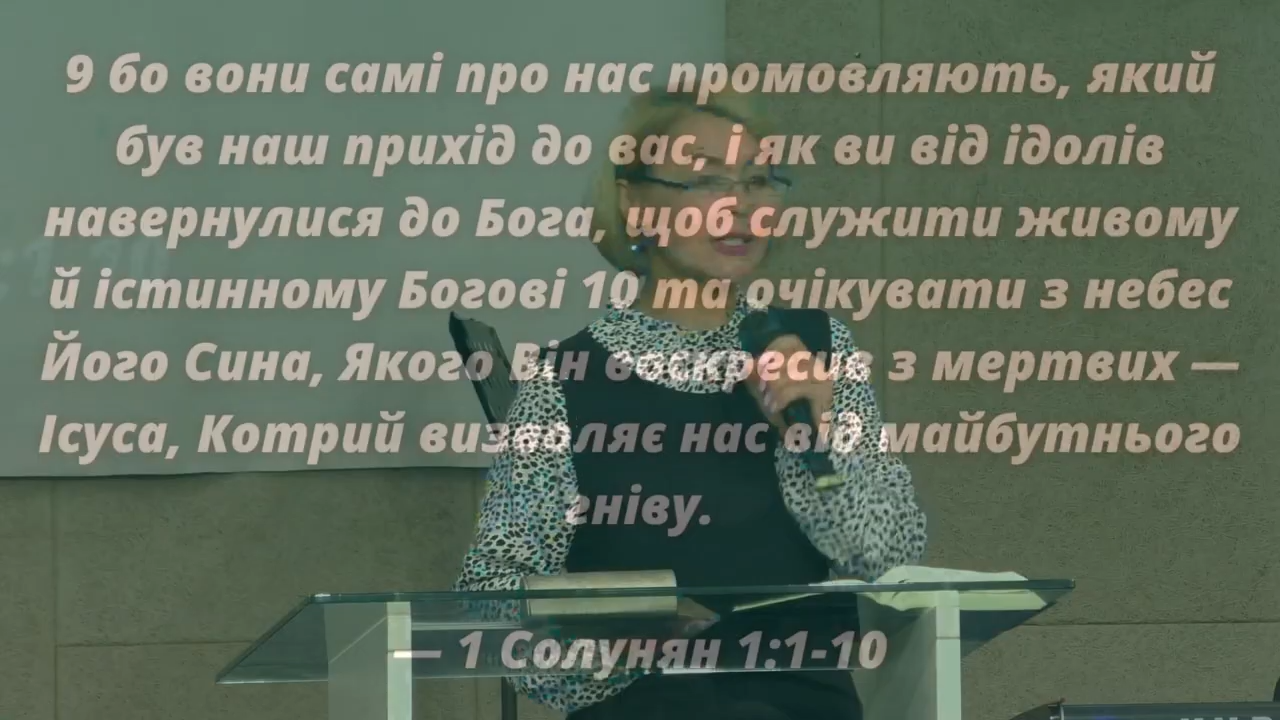 9 бо вони самі про нас промовляють, який
був наш прихід до вас, і як ви від ідолів
навернулися до Бога, щоб служити живому
й істинному Богові 10 та очікувати з небес
Його Сина, Якого Він воскресив з мертвих —
Ісуса, Котрий визволяє нас від майбутнього
гніву.
— 1 Солунян 1:1-10